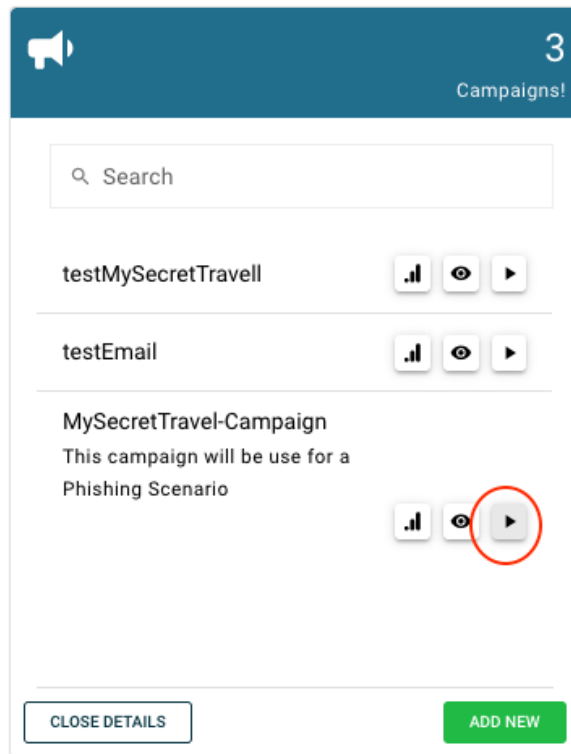 3
Campaigns!
Search
testMySecretTravell
testEmail
MySecretTravel-Campaign
This campaign will be use for a
Phishing Scenario
CLOSE DETAILS
ADD NEW